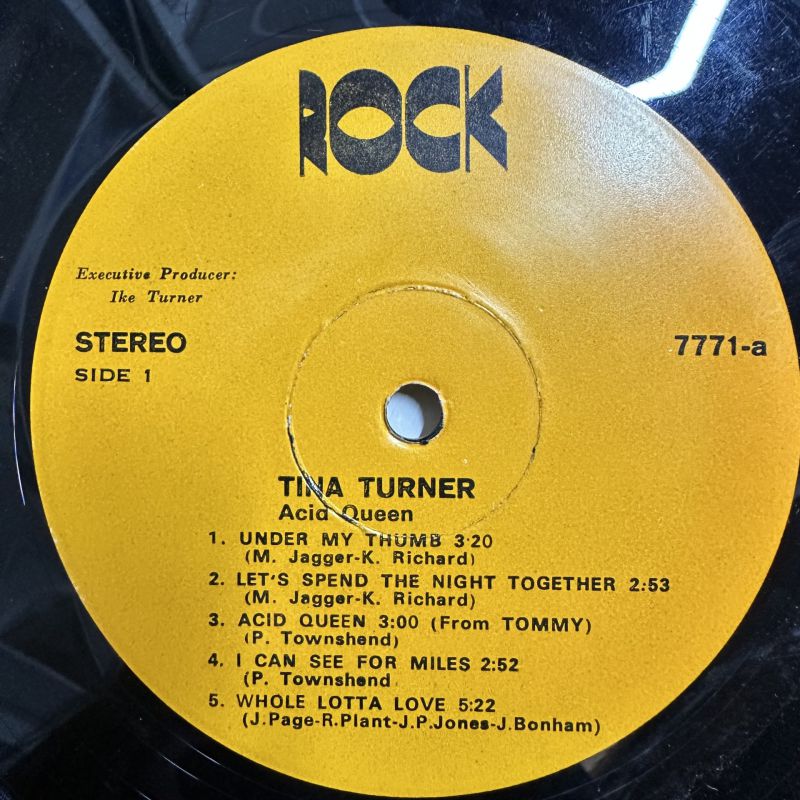 ROCK
Executive Producer:
Ike Turner
STEREO
SIDE 1
7771-a
TINA TURNER
Acid Queen
1. UNDER MY THUMB 3:20
(M. Jagger-K. Richard)
2. LET'S SPEND THE NIGHT TOGETHER 2:53
(M. Jagger-K. Richard)
3. ACID QUEEN 3:00 (From TOMMY)
(P. Townshend)
4. I CAN SEE FOR MILES 2:52
(P. Townshend
5. WHOLE LOTTA LOVE 5:22
(J.Page-R.Plant-J.P.Jones-J.Bonham)